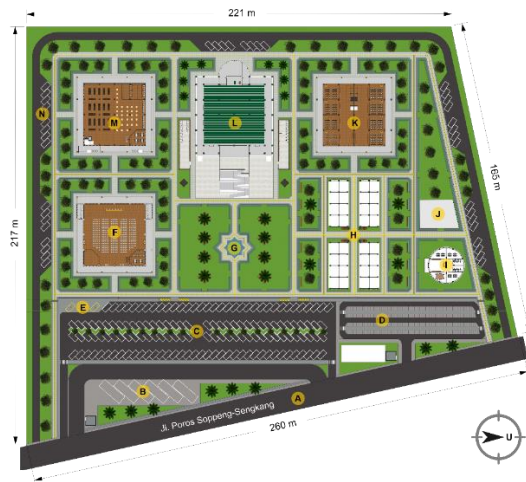 221 m
165 m
217 m
260 m
N
M
L
K
J
F
G
H
I
E
C
D
B
A
Jl. Poros Soppeng-Sengkang
U